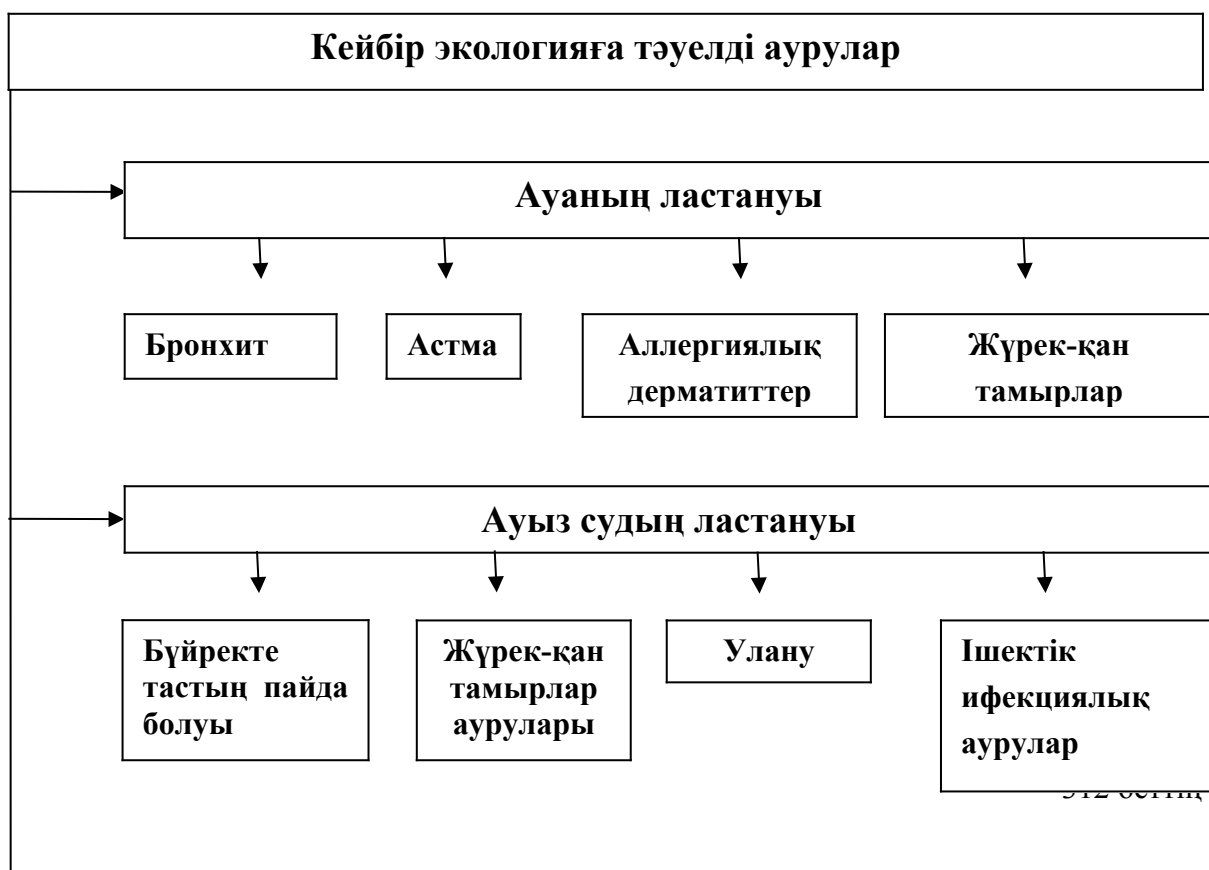 Кейбір экологияға тәуелді аурулар
Ауаның ластануы
Бронхит
Астма
Аллергиялық
дерматиттер
Жүрек-қан
тамырлар
Ауыз судың ластануы
Бүйректе
тастың пайда
болуы
Жүрек-қан
тамырлар
аурулары
Улану
Ішектік
ифекциялық
аурулар